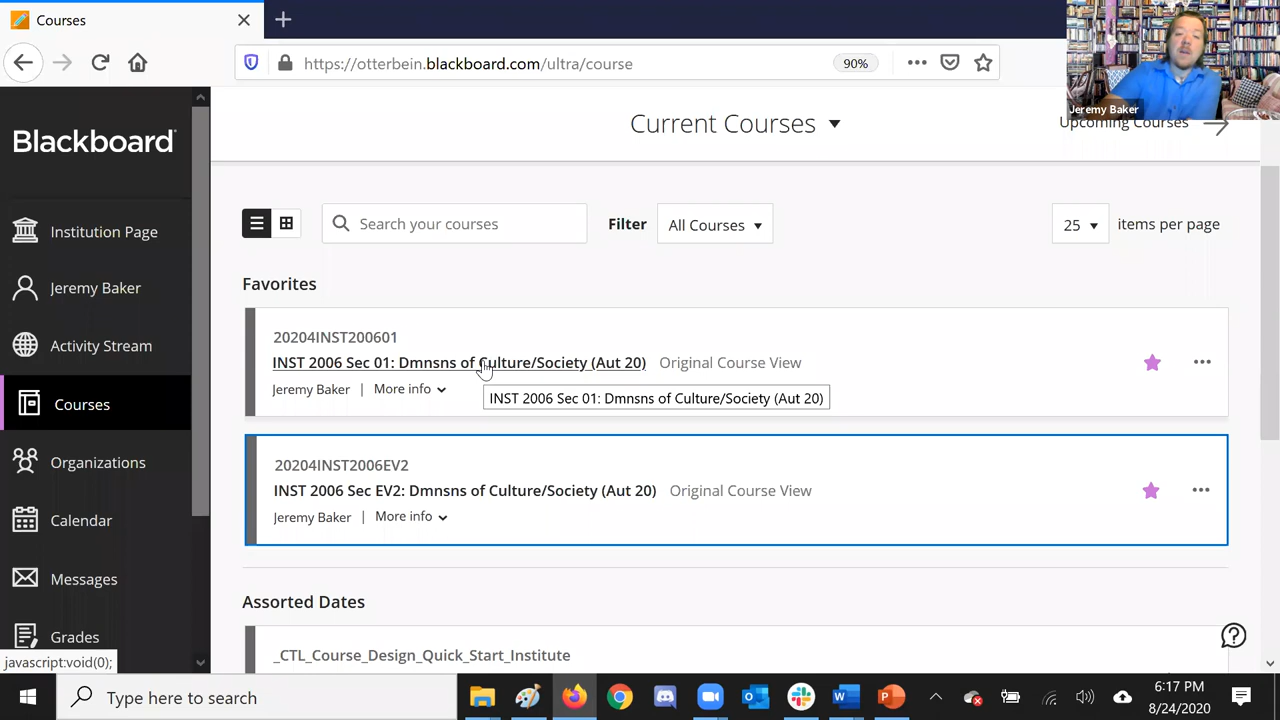 Courses
https://otterbein.blackboard.com/ultra/course
90%
Jeremy Baker
Blackboard
Current Courses
Upcoming Courses
Institution Page
Jeremy Baker
Activity Stream
Courses
Organizations
Calendar
Messages
Grades
javascript:void(0);
Search your courses
Filter
All Courses
25
items per page
Favorites
20204INST200601
INST 2006 Sec 01: Dmnsns of Culture/Society (Aut 20)
Original Course View
Jeremy Baker | More info
INST 2006 Sec 01: Dmnsns of Culture/Society (Aut 20)
20204INST2006EV2
INST 2006 Sec EV2: Dmnsns of Culture/Society (Aut 20)
Original Course View
Jeremy Baker | More info
Assorted Dates
_CTL_Course_Design_Quick_Start_Institute
Type here to search
6:17 PM
8/24/2020